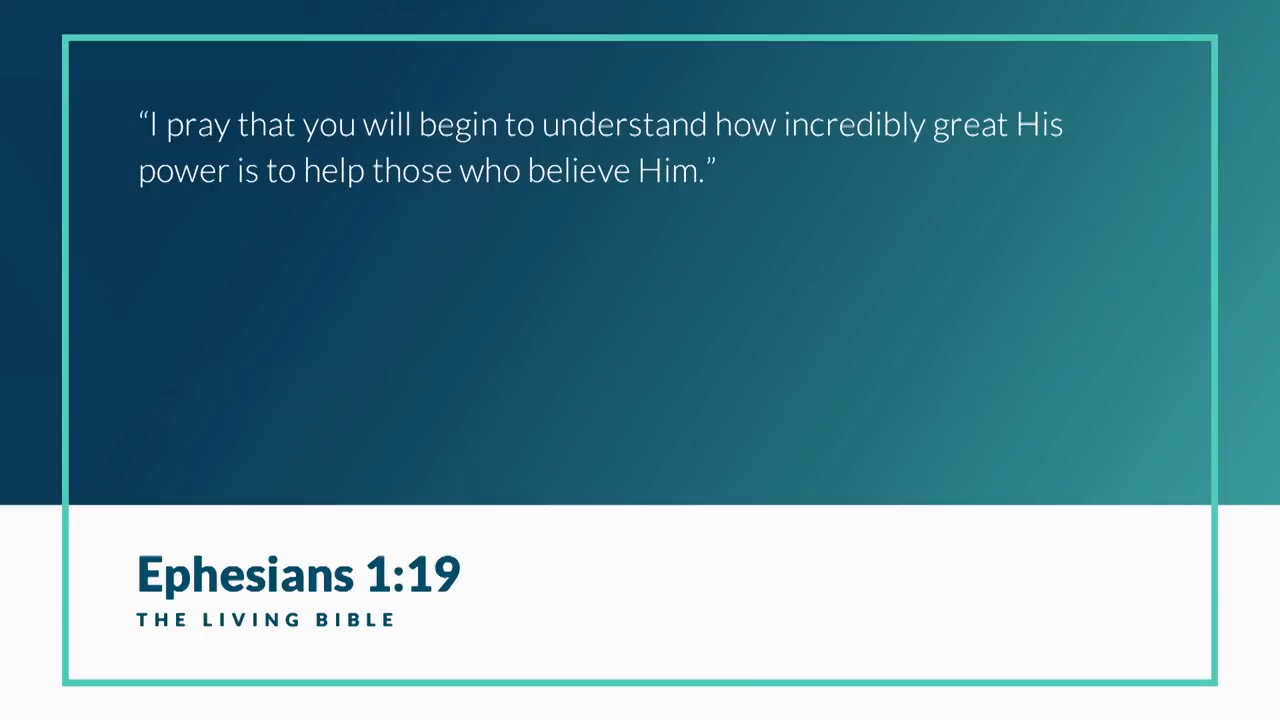 “I pray that you will begin to understand how incredibly great His
power is to help those who believe Him.”
Ephesians 1:19
THE LIVING BIBLE